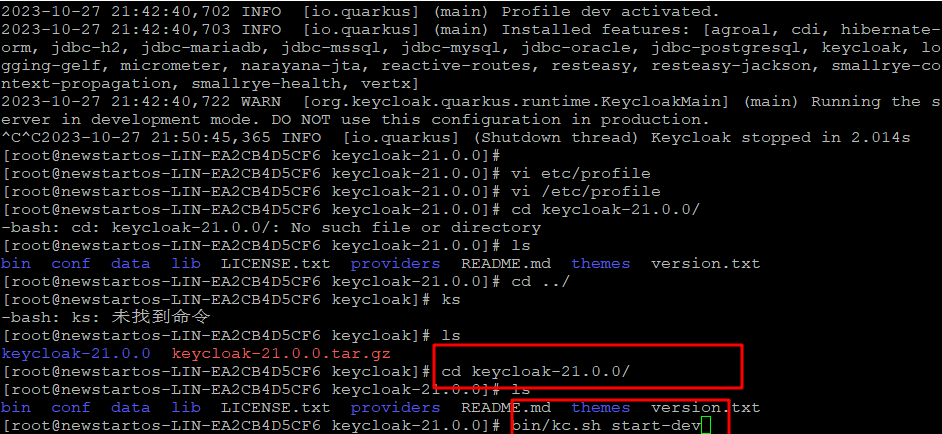 2023-10-27 21:42:40,702 INFO  [io.quarkus] (main) Profile dev activated.
2023-10-27 21:42:40,703 INFO  [io.quarkus] (main) Installed features: [agroal, cdi, hibernate-
orm, jdbc-h2, jdbc-mariadb, jdbc-mssql, jdbc-mysql, jdbc-oracle, jdbc-postgresql, keycloak, lo
gging-gelf, micrometer, narayana-jta, reactive-routes, resteasy, resteasy-jackson, smallrye-co
ntext-propagation, smallrye-health, vertx]
2023-10-27 21:42:40,722 WARN  [org.keycloak.quarkus.runtime.KeycloakMain] (main) Running the s
erver in development mode. DO NOT use this configuration in production.
^C^C2023-10-27 21:50:45,365 INFO  [io.quarkus] (Shutdown thread) Keycloak stopped in 2.014s
[root@newstartos-LIN-EA2CB4D5CF6 keycloak-21.0.0]#
[root@newstartos-LIN-EA2CB4D5CF6 keycloak-21.0.0]# vi etc/profile
[root@newstartos-LIN-EA2CB4D5CF6 keycloak-21.0.0]# vi /etc/profile
[root@newstartos-LIN-EA2CB4D5CF6 keycloak-21.0.0]# cd keycloak-21.0.0/
-bash: cd: keycloak-21.0.0/: No such file or directory
[root@newstartos-LIN-EA2CB4D5CF6 keycloak-21.0.0]# ls
bin  conf  data  lib  LICENSE.txt  providers  README.md  themes  version.txt
[root@newstartos-LIN-EA2CB4D5CF6 keycloak-21.0.0]# cd ../
[root@newstartos-LIN-EA2CB4D5CF6 keycloak]# ks
-bash: ks: 未找到命令
[root@newstartos-LIN-EA2CB4D5CF6 keycloak]# ls
keycloak-21.0.0  keycloak-21.0.0.tar.gz
[root@newstartos-LIN-EA2CB4D5CF6 keycloak]# cd keycloak-21.0.0/
[root@newstartos-LIN-EA2CB4D5CF6 keycloak-21.0.0]# ls
bin  conf  data  lib  LICENSE.txt  providers  README.md  themes  version.txt
[root@newstartos-LIN-EA2CB4D5CF6 keycloak-21.0.0]# bin/kc.sh start-dev